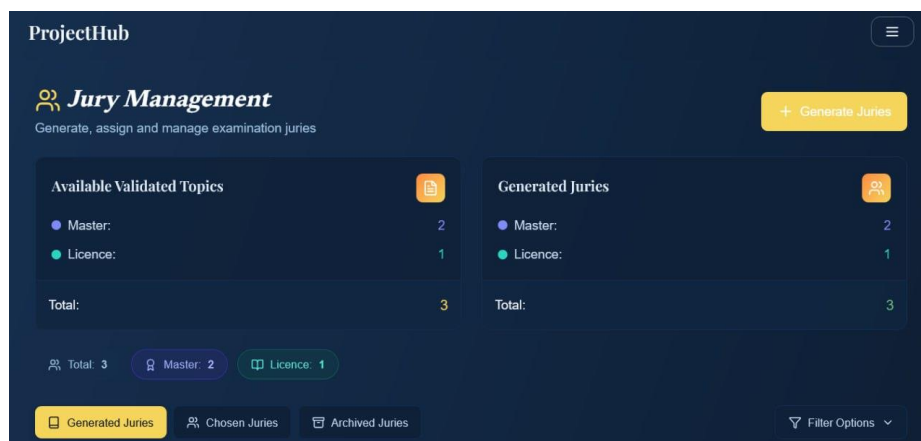 ProjectHub
Jury Management
Generate, assign and manage examination juries
+ Generate Juries
Available Validated Topics
Master: 2
Licence: 1
Total: 3
Generated Juries
Master: 2
Licence: 1
Total: 3
Total: 3 Master: 2 Licence: 1
Generated Juries Chosen Juries Archived Juries Filter Options